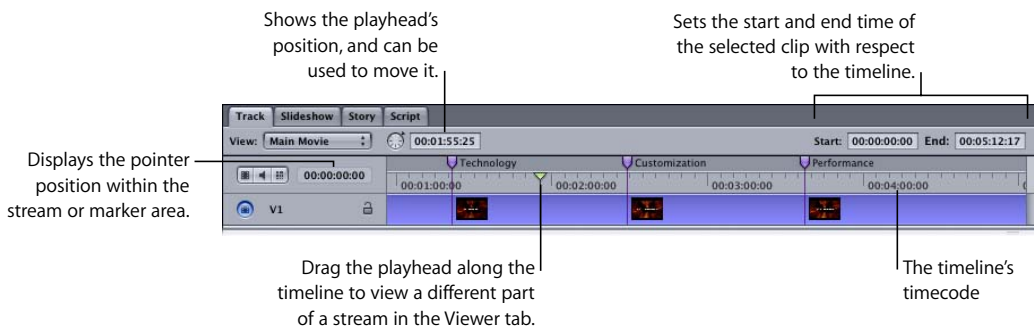 Shows the playhead's
position, and can be
used to move it.
Sets the start and end time of
the selected clip with respect
to the timeline.
Track Slideshow Story Script
View: Main Movie 00:01:55:25 Start: 00:00:00:00 End: 00:05:12:17
Displays the pointer
position within the
stream or marker area.
00:00:00:00
Technology Customization Performance
00:01:00:00 00:02:00:00 00:03:00:00 00:04:00:00
V1
Drag the playhead along the
timeline to view a different part
of a stream in the Viewer tab.
The timeline's
timecode